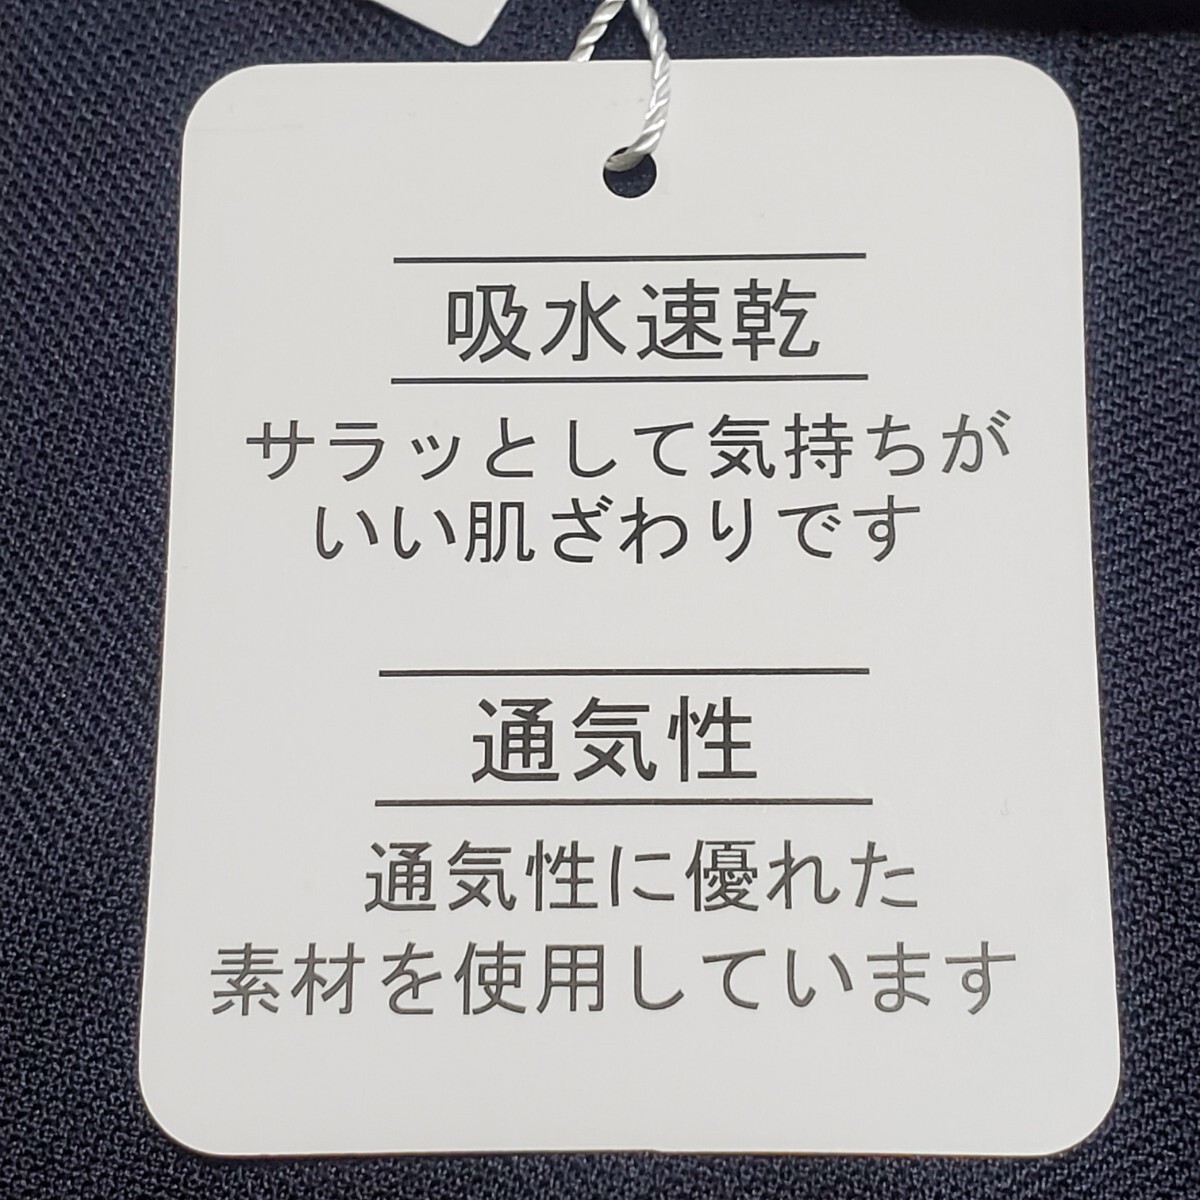 吸水速乾
サラッとして気持ちが
いい肌ざわりです
通気性
通気性に優れた
素材を使用しています